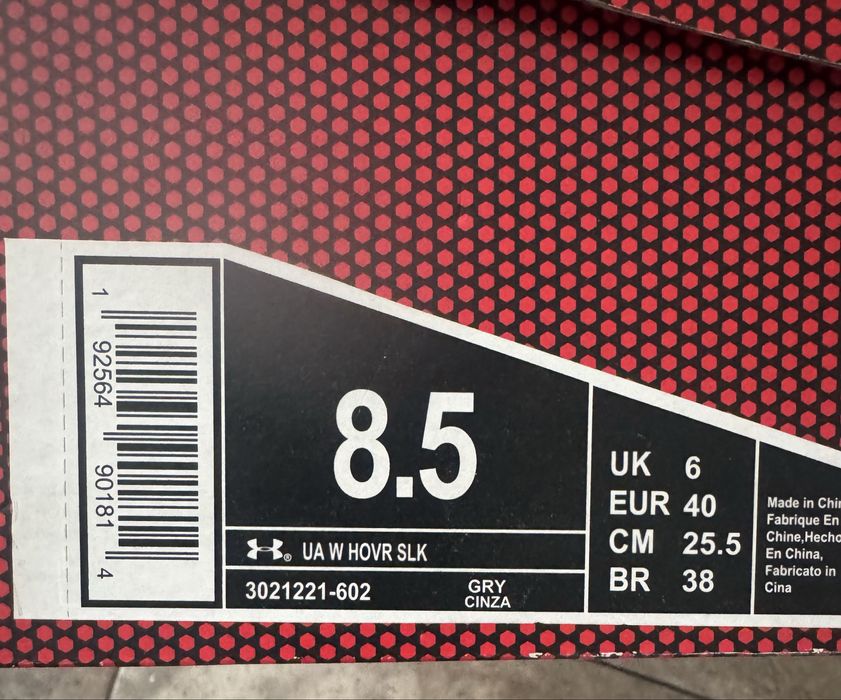 1 92564 90181 4
8.5
UA W HOVR SLK
3021221-602 GRY
CINZA
UK 6
EUR 40
CM 25.5
BR 38
Made in
Fabrique En
Chine,Hecho
En China,
Fabricato in
Cina